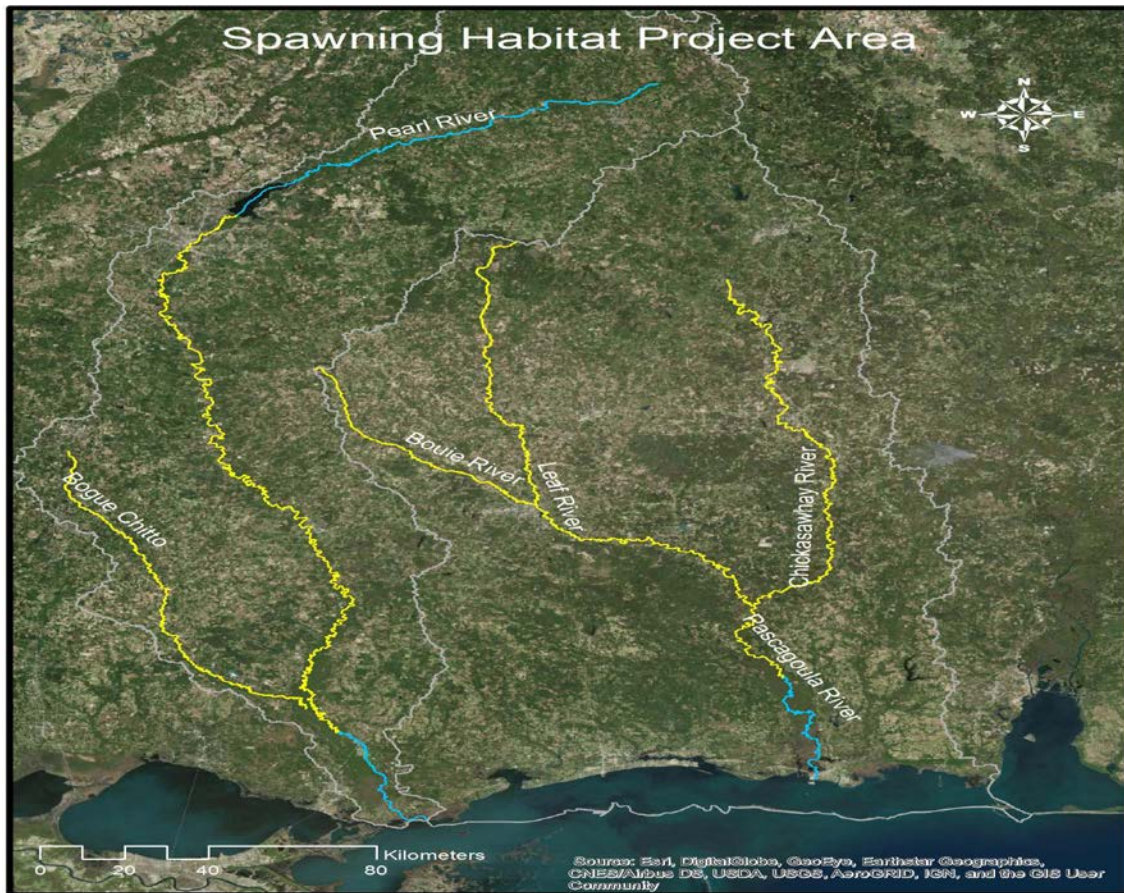 Spawning Habitat Project Area
N
W E
S
Pearl River
Bouie River
Leaf River
Bogue Chitto
Chickasawhay River
Pascagoula River
Kilometers
0 20 40 80
Source: Esri, DigitalGlobe, GeoEye, Earthstar Geographics,
CNES/Airbus DS, USDA, USGS, AeroGRID, IGN, and the GIS User
Community